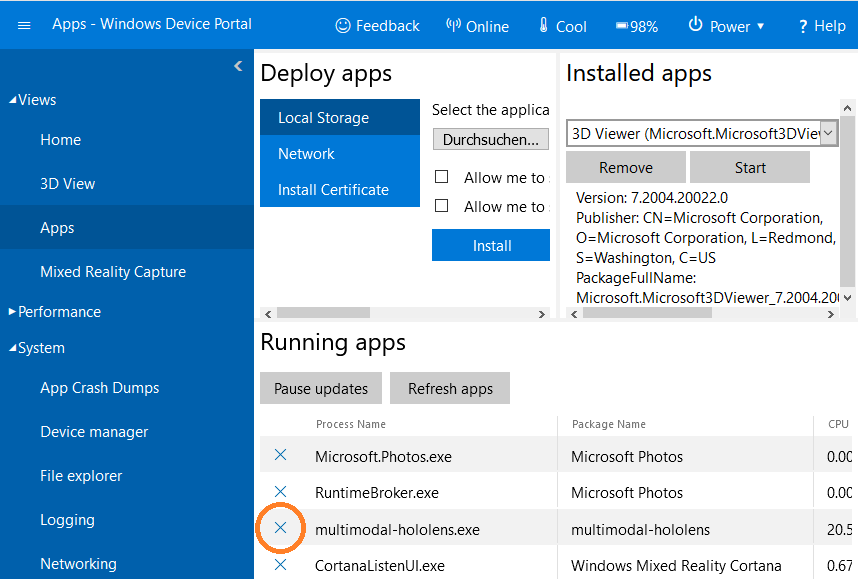 Apps - Windows Device Portal
Feedback
Online
Cool
98%
Power
? Help
Views
Home
3D View
Apps
Mixed Reality Capture
Performance
System
App Crash Dumps
Device manager
File explorer
Logging
Networking
Deploy apps
Local Storage
Network
Install Certificate
Select the applica
Durchsuchen...
Allow me to
Allow me to
Install
Installed apps
3D Viewer (Microsoft.Microsoft3DView
Remove
Start
Version: 7.2004.20022.0
Publisher: CN=Microsoft Corporation,
O=Microsoft Corporation, L=Redmond,
S=Washington, C=US
PackageFullName:
Microsoft.Microsoft3DViewer_7.2004.200
Running apps
Pause updates
Refresh apps
Process Name Package Name CPU
Microsoft.Photos.exe Microsoft Photos 0.00
RuntimeBroker.exe Microsoft Photos 0.00
multimodal-hololens.exe multimodal-hololens 20.5
CortanaListenUI.exe Windows Mixed Reality Cortana 0.67